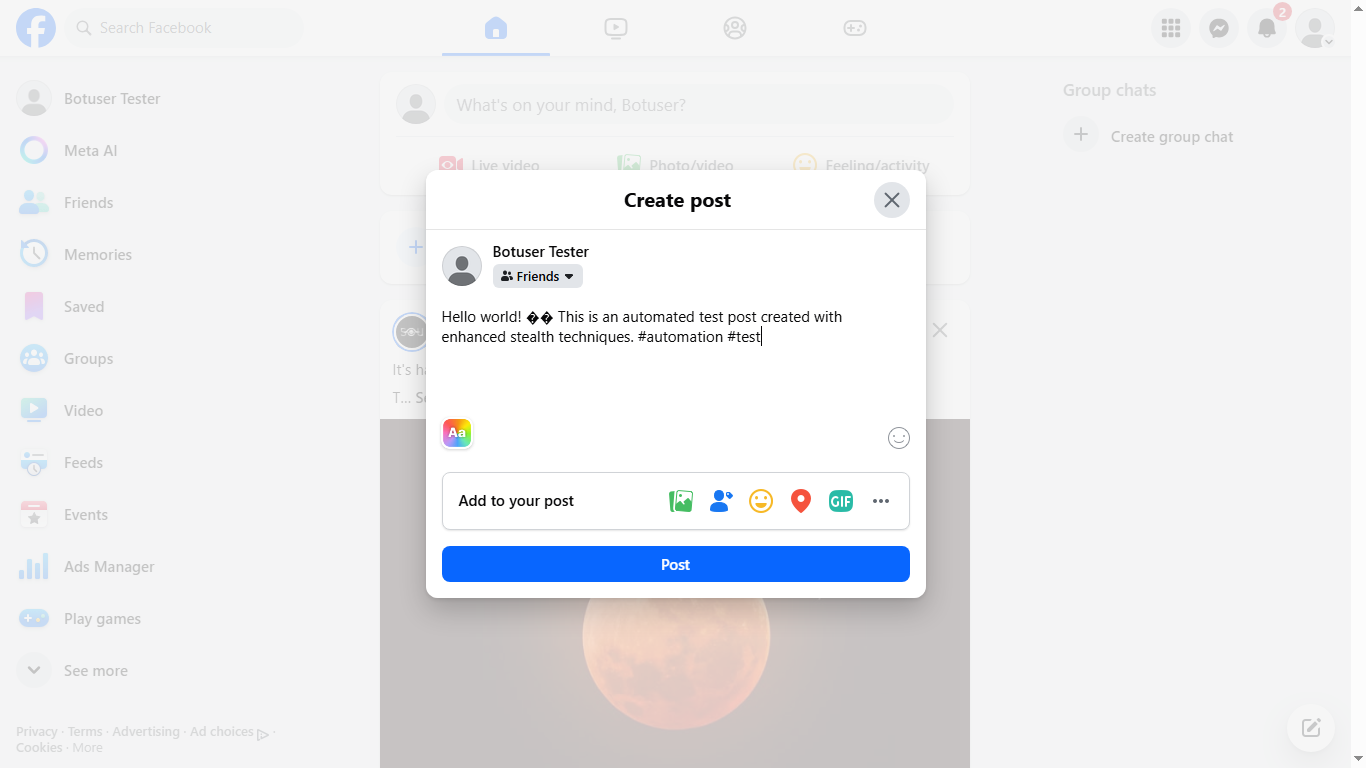 Search Facebook
2
Botuser Tester
Meta AI
Friends
Memories
Saved
Groups
Video
Feeds
Events
Ads Manager
Play games
See more
Privacy · Terms · Advertising · Ad choices ·
Cookies · More
What's on your mind, Botuser?
Live video
Photo/video
Feeling/activity
It's ha
T...
Create post
Botuser Tester
Friends
Hello world! �� This is an automated test post created with
enhanced stealth techniques. #automation #test
Aa
Add to your post
GIF
Post
Group chats
Create group chat